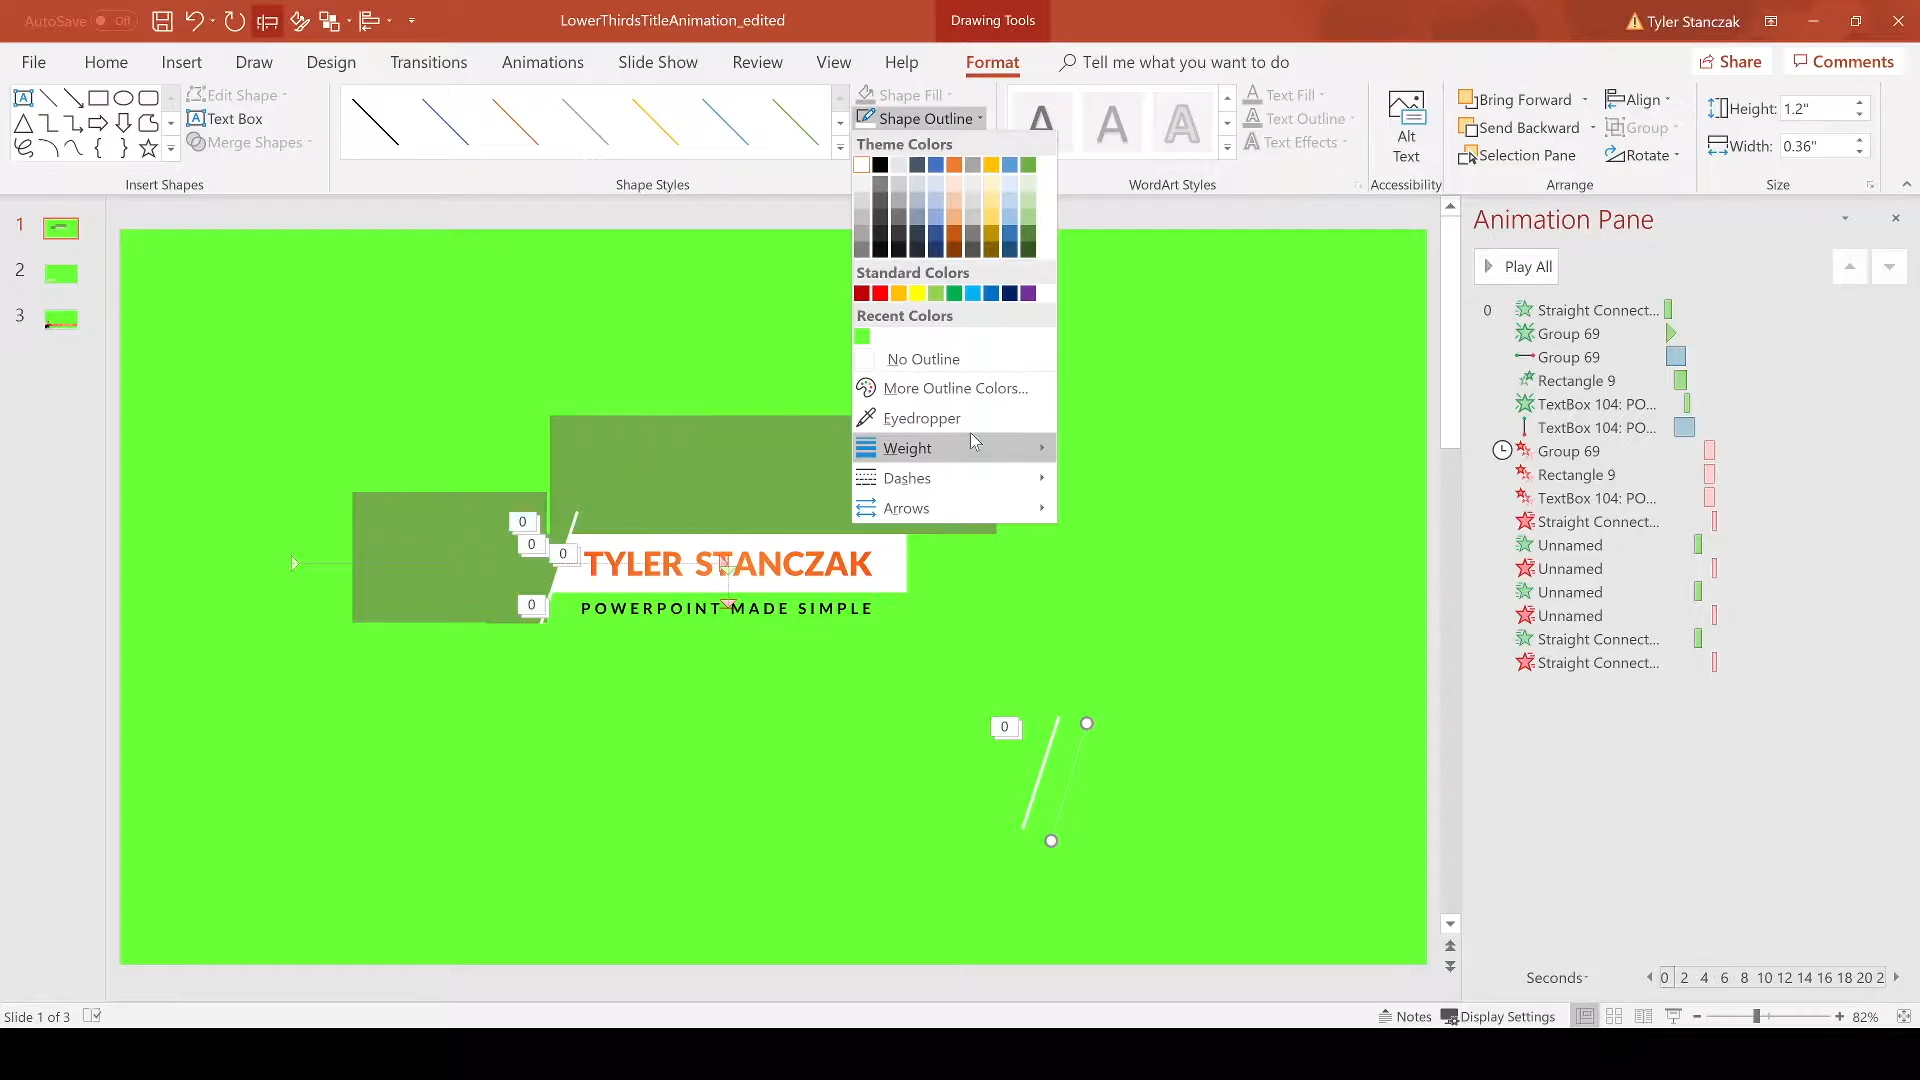 AutoSave Off
LowerThirdsTitleAnimation_edited
Drawing Tools
Tyler Stanczak
File Home Insert Draw Design Transitions Animations Slide Show Review View Help Format Tell me what you want to do
Share Comments
Edit Shape
Text Box
Merge Shapes
Insert Shapes
Shape Styles
Shape Fill
Shape Outline
Text Fill
Text Outline
Text Effects
WordArt Styles
Alt
Text
Accessibility
Bring Forward
Send Backward
Selection Pane
Align
Group
Rotate
Arrange
Height: 1.2"
Width: 0.36"
Size
Theme Colors
Standard Colors
Recent Colors
No Outline
More Outline Colors...
Eyedropper
Weight
Dashes
Arrows
1
2
3
0
0
0
0
TYLER STANCZAK
POWERPOINT MADE SIMPLE
0
Animation Pane
Play All
0 Straight Connect...
Group 69
Group 69
Rectangle 9
TextBox 104: PO...
TextBox 104: PO...
Group 69
Rectangle 9
TextBox 104: PO...
Straight Connect...
Unnamed
Unnamed
Unnamed
Unnamed
Straight Connect...
Straight Connect...
Seconds 0 2 4 6 8 10 12 14 16 18 20 2
Slide 1 of 3
Notes Display Settings 82%